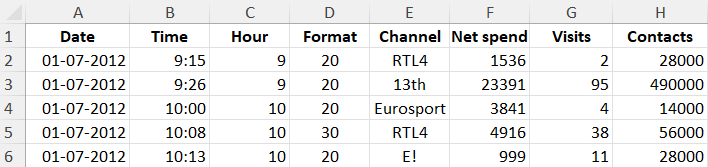 A B C D E F G H
1 Date Time Hour Format Channel Net spend Visits Contacts
2 01-07-2012 9:15 9 20 RTL4 1536 2 28000
3 01-07-2012 9:26 9 20 13th 23391 95 490000
4 01-07-2012 10:00 10 20 Eurosport 3841 4 14000
5 01-07-2012 10:08 10 30 RTL4 4916 38 56000
6 01-07-2012 10:13 10 20 E! 999 11 28000